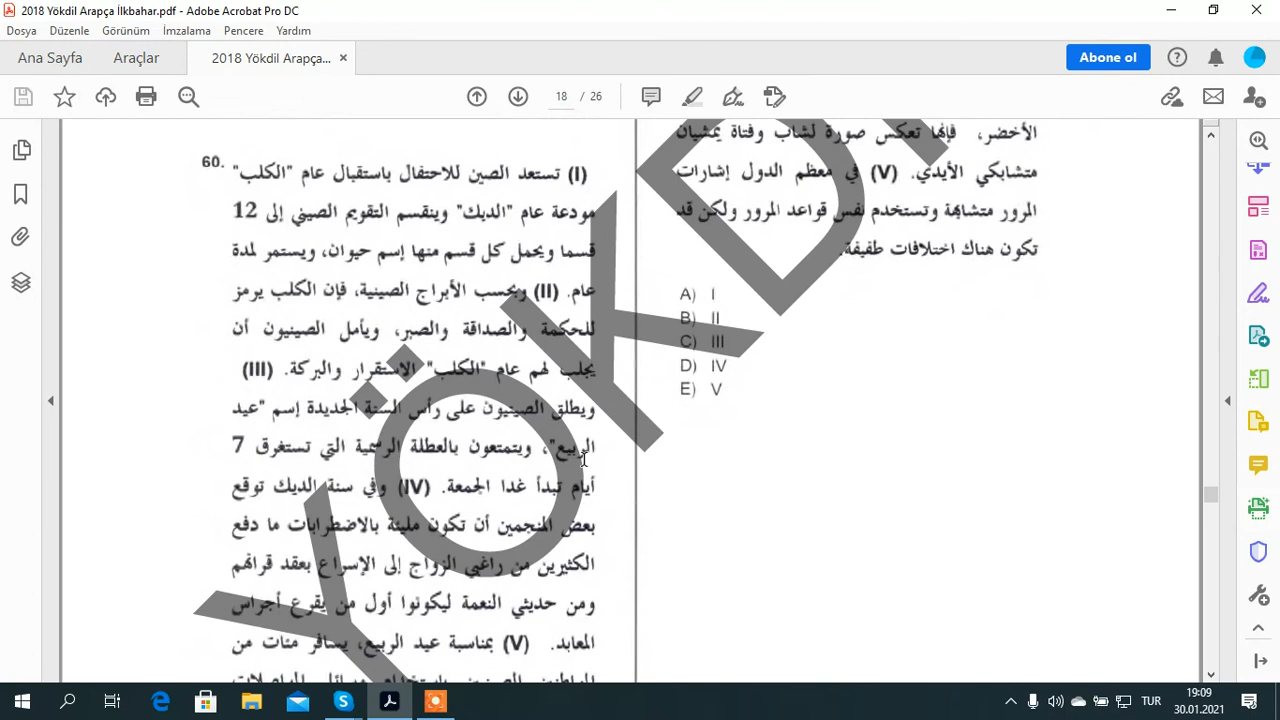 2018 Yökdil Arapça İlkbahar.pdf - Adobe Acrobat Pro DC
Dosya Düzenle Görünüm İmzalama Pencere Yardım
Ana Sayfa Araçlar 2018 Yökdil Arapça... × Abone ol
18 / 26
60.
(I) تستعد الصين للاحتفال باستقبال عام "الكلب"
مودعة عام "الديك" وينقسم التقويم الصيني إلى 12
قسما ويحمل كل قسم منها إسم حيوان، ويستمر لمدة
عام. (II) وبحسب الأبراج الصينية، فإن الكلب يرمز
للحكمة والصداقة والصبر، ويأمل الصينيون أن
يجلب لهم عام "الكلب" الاستقرار والبركة. (III)
ويطلق الصينيون على رأس السنة الجديدة إسم "عيد
الربيع"، ويتمتعون بالعطلة الرسمية التي تستغرق 7
أيام تبدأ غدا الجمعة. (IV) وفي سنة الديك توقع
بعض المنجمين أن تكون مليئة بالاضطرابات ما دفع
الكثيرين من راغبي الزواج إلى الإسراع بعقد قرانهم
ومن حديثي النعمة ليكونوا أول من يقرع أجراس
المعابد. (V) بمناسبة عيد الربيع، يسافر مئات من
الأخضر، فإنها تعكس صورة لشاب وفتاة يمشيان
متشابكي الأيدي. (V) في معظم الدول إشارات
المرور متشابهة وتستخدم نفس قواعد المرور ولكن قد
تكون هناك اختلافات طفيفة.
A) I
B) II
C) III
D) IV
E) V
YÖKDİ
TUR
19:09
30.01.2021